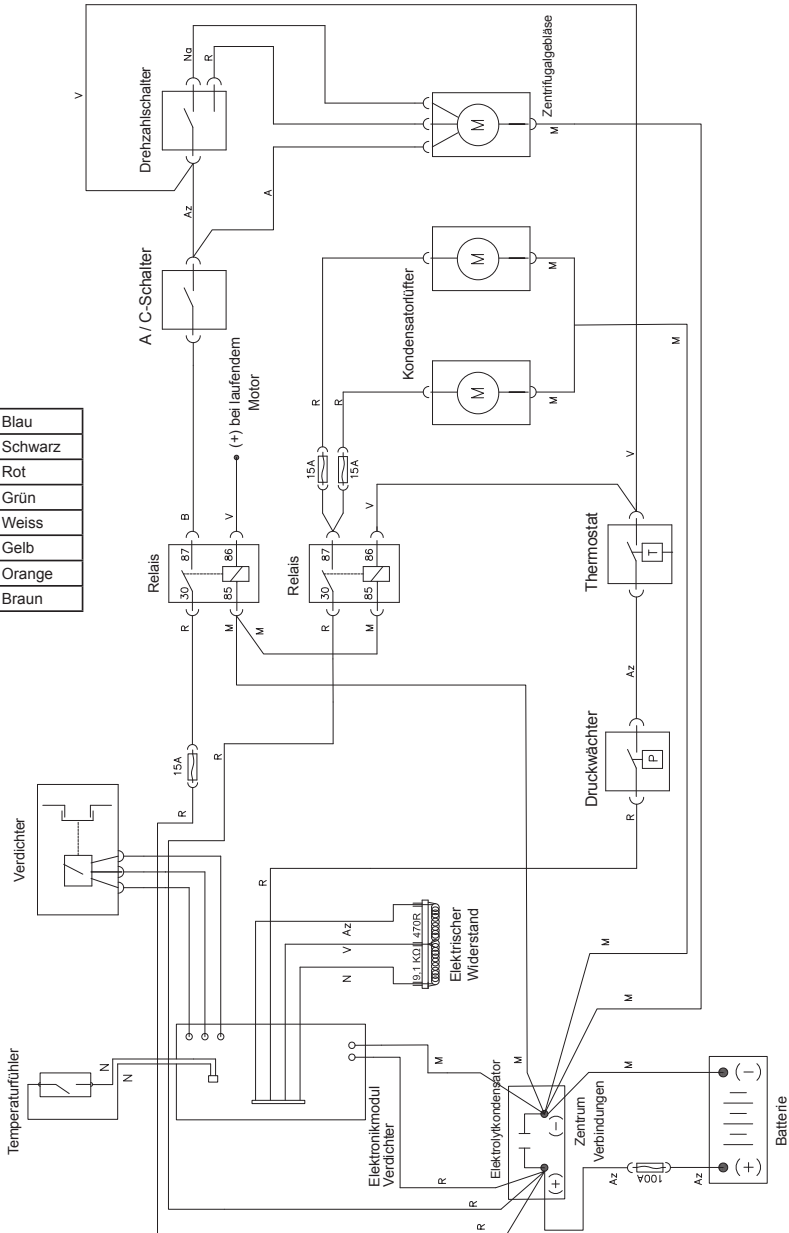 Blau
Schwarz
Rot
Grün
Weiss
Gelb
Orange
Braun
V
Drehzahlschalter
Na
R
Az
A
A / C-Schalter
Zentrifugalgebläse
M
M
B
(+) bei laufendem
Motor
V
Relais
87
86
30
85
R
M
M
15A
R
Kondensatorlüfter
M
M
M
M
M
R
R
15A
15A
Relais
87
86
30
85
R
M
V
V
R
Thermostat
T
Az
Druckwächter
P
R
Verdichter
R
Az
V
N
9,1 KΩ
470R
Elektrischer
Widerstand
Temperaturfühler
N
N
Elektronikmodul
Verdichter
M
R
R
R
M
M
M
M
Elektrolytkondensator
(+)
(-)
Zentrum
Verbindungen
Az
100A
Az
(+)
(-)
Batterie